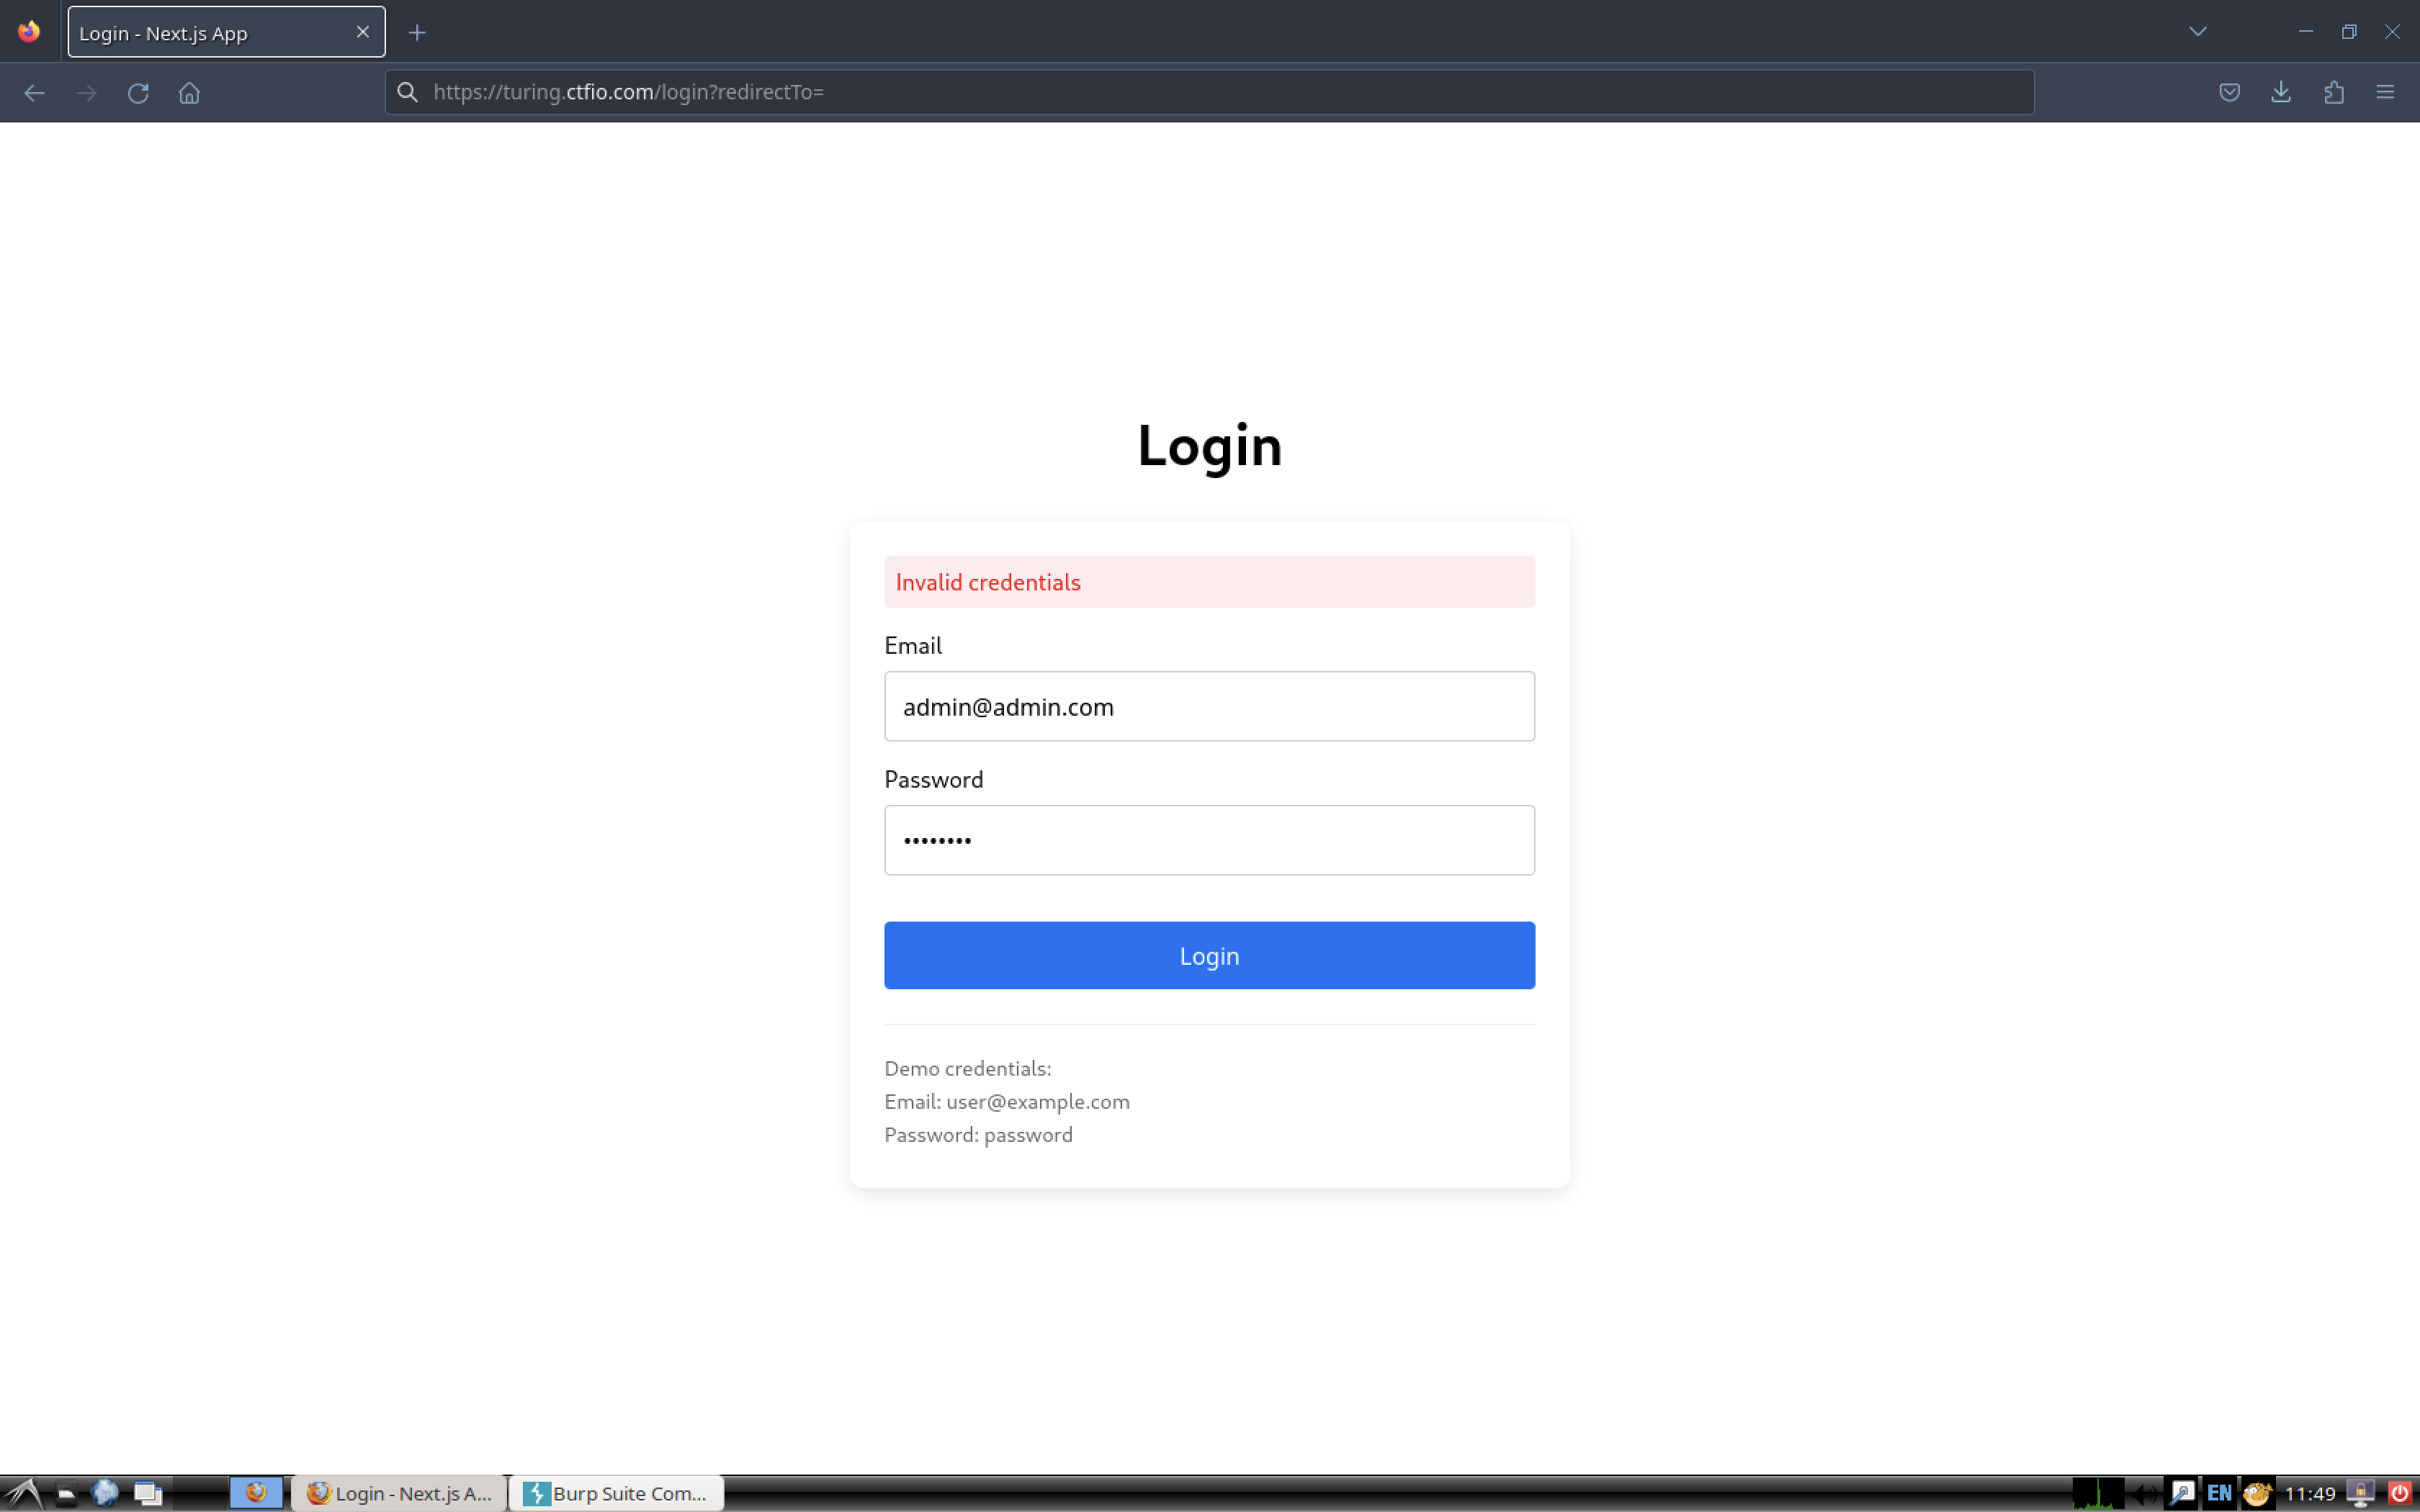 Login - Next.js App
https://turing.ctfio.com/login?redirectTo=
Login
Invalid credentials
Email
admin@admin.com
Password
••••••••
Login
Demo credentials:
Email: user@example.com
Password: password
Login - Next.js A...
Burp Suite Com...
EN
11:49